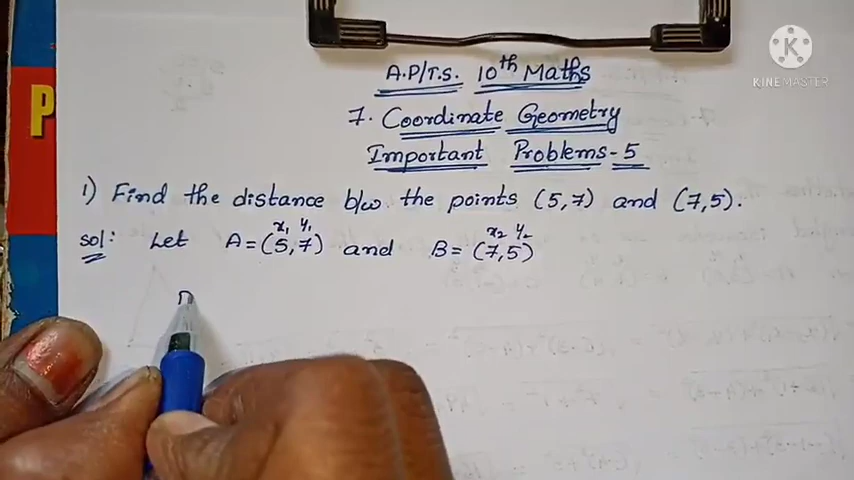 K
KINEMASTER
A.P/T.S. 10th Maths
7. Coordinate Geometry
Important Problems-5
P
1) Find the distance b/w the points (5,7) and (7,5).
x₁ y₁ x₂ y₂
sol: Let A=(5,7) and B=(7,5)